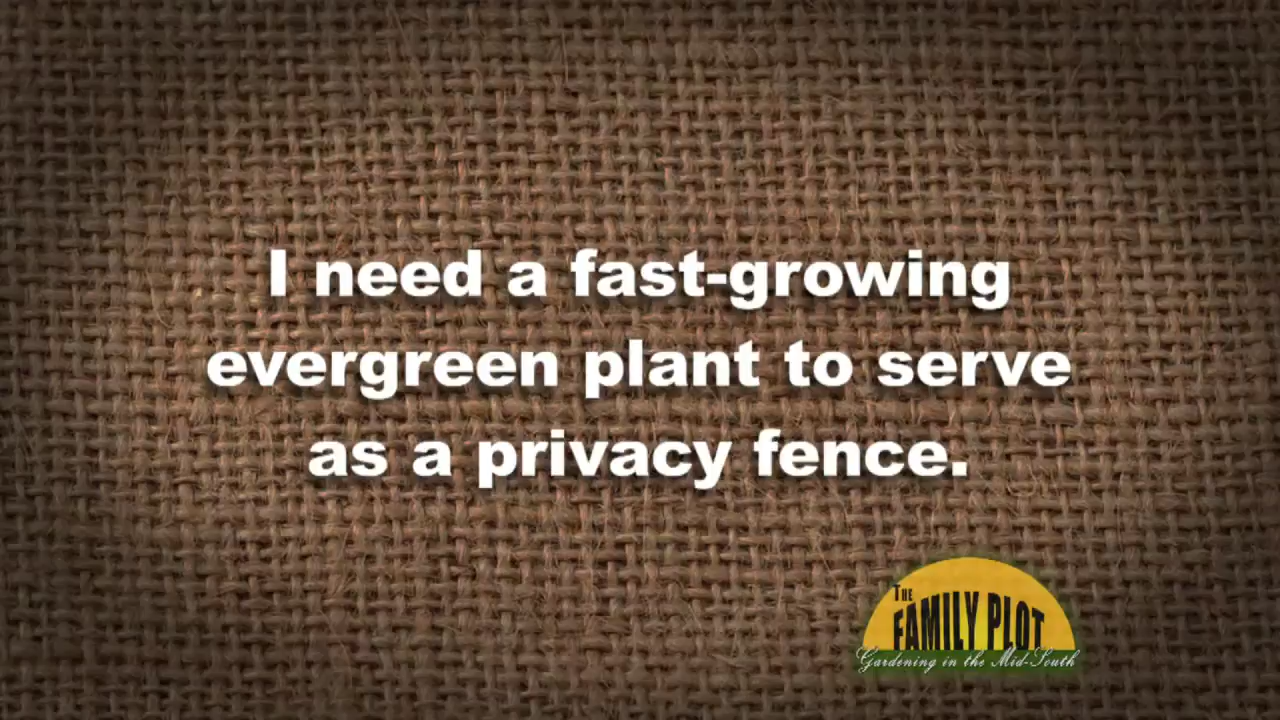 I need a fast-growing
evergreen plant to serve
as a privacy fence.
THE
FAMILY PLOT
Gardening in the Mid-South